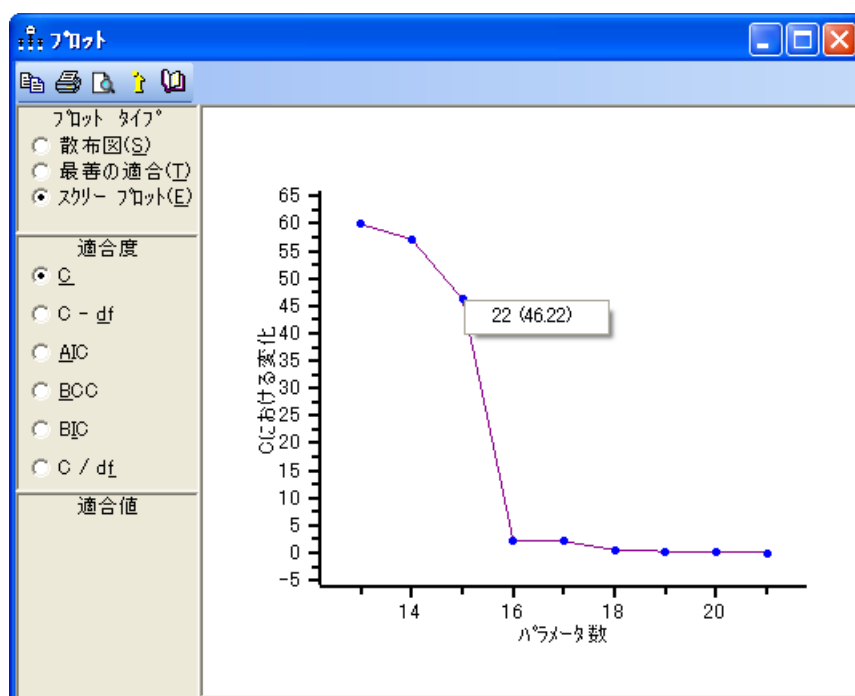 プロット
プロット タイプ
散布図(S)
最善の適合(T)
スクリー プロット(E)
適合度
C
C - df
AIC
BCC
BIC
C / df
適合値
65
60
55
50
45
40
35
30
25
20
15
10
5
0
-5
Cにおける変化
22 (46.22)
14
16
18
20
パラメータ数